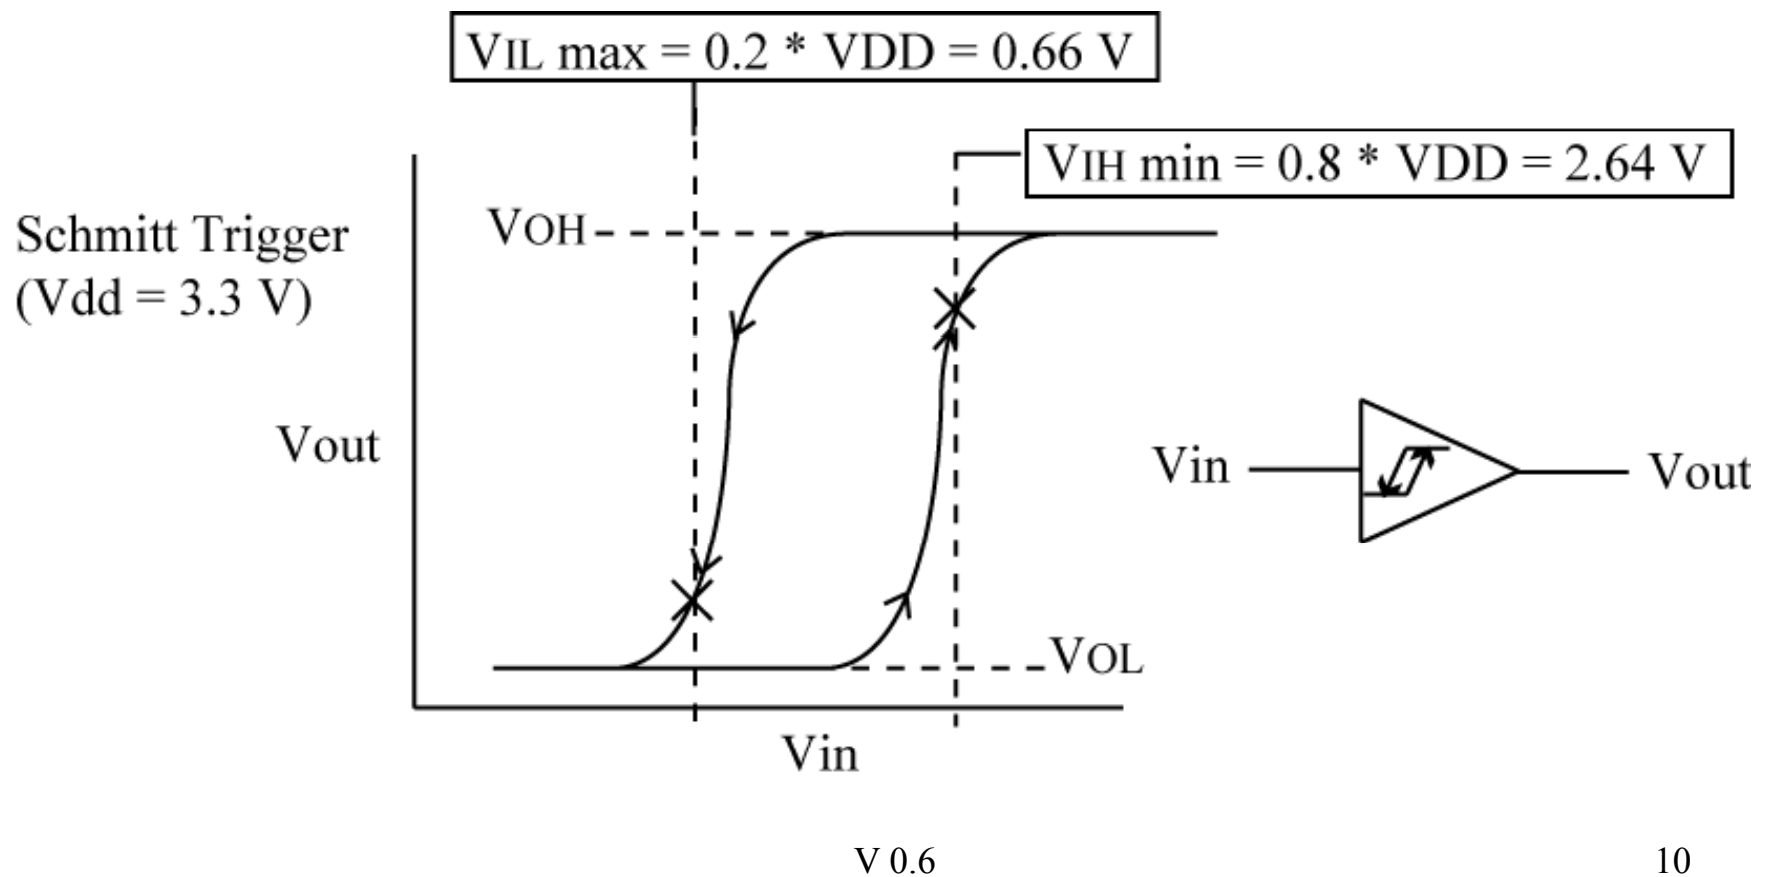 VIL max = 0.2 * VDD = 0.66 V
VIH min = 0.8 * VDD = 2.64 V
Schmitt Trigger
(Vdd = 3.3 V)
VOH
Vout
Vin
Vout
VOL
Vin
V 0.6
10